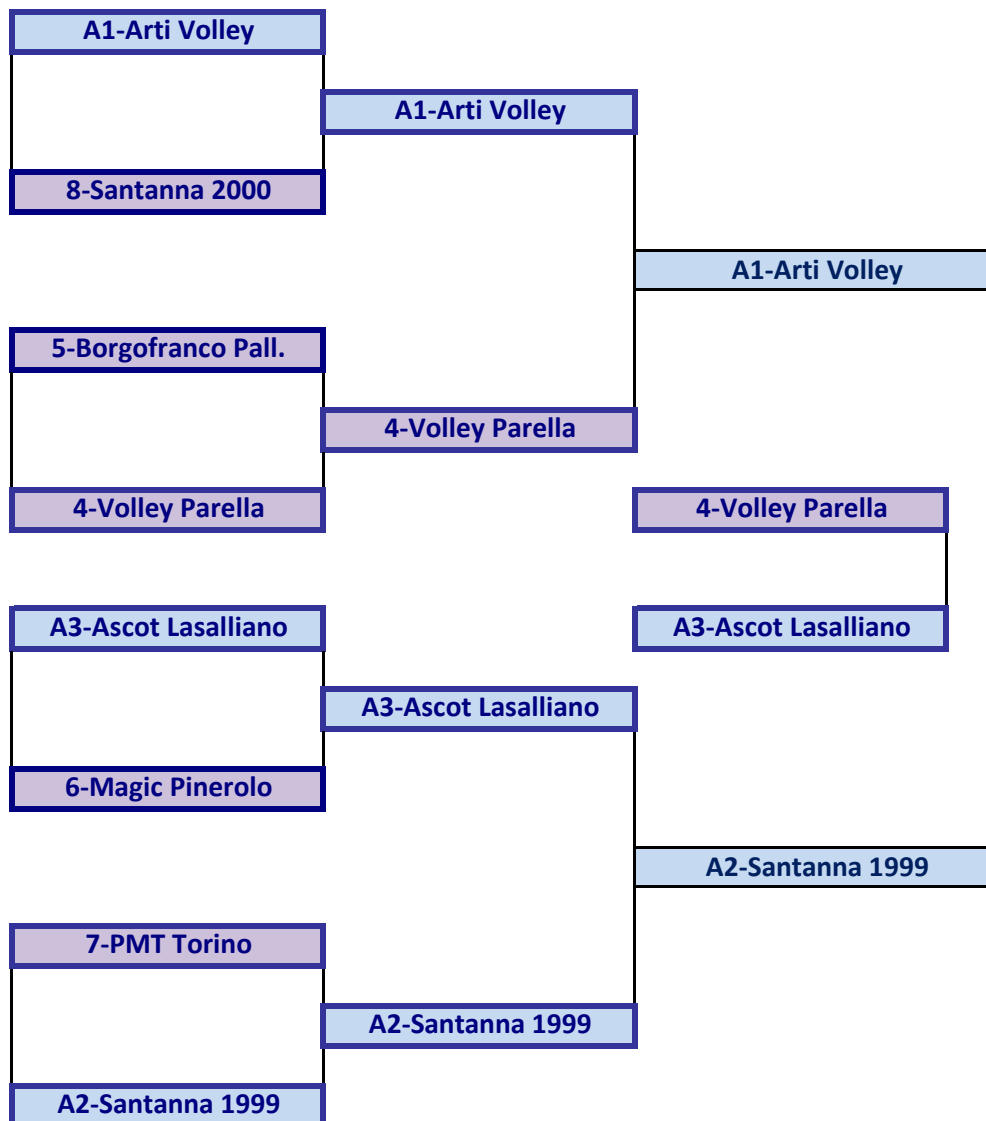 A1-Arti Volley
A1-Arti Volley
8-Santanna 2000
A1-Arti Volley
5-Borgofranco Pall.
4-Volley Parella
4-Volley Parella
4-Volley Parella
A3-Ascot Lasalliano
A3-Ascot Lasalliano
A3-Ascot Lasalliano
6-Magic Pinerolo
A2-Santanna 1999
7-PMT Torino
A2-Santanna 1999
A2-Santanna 1999